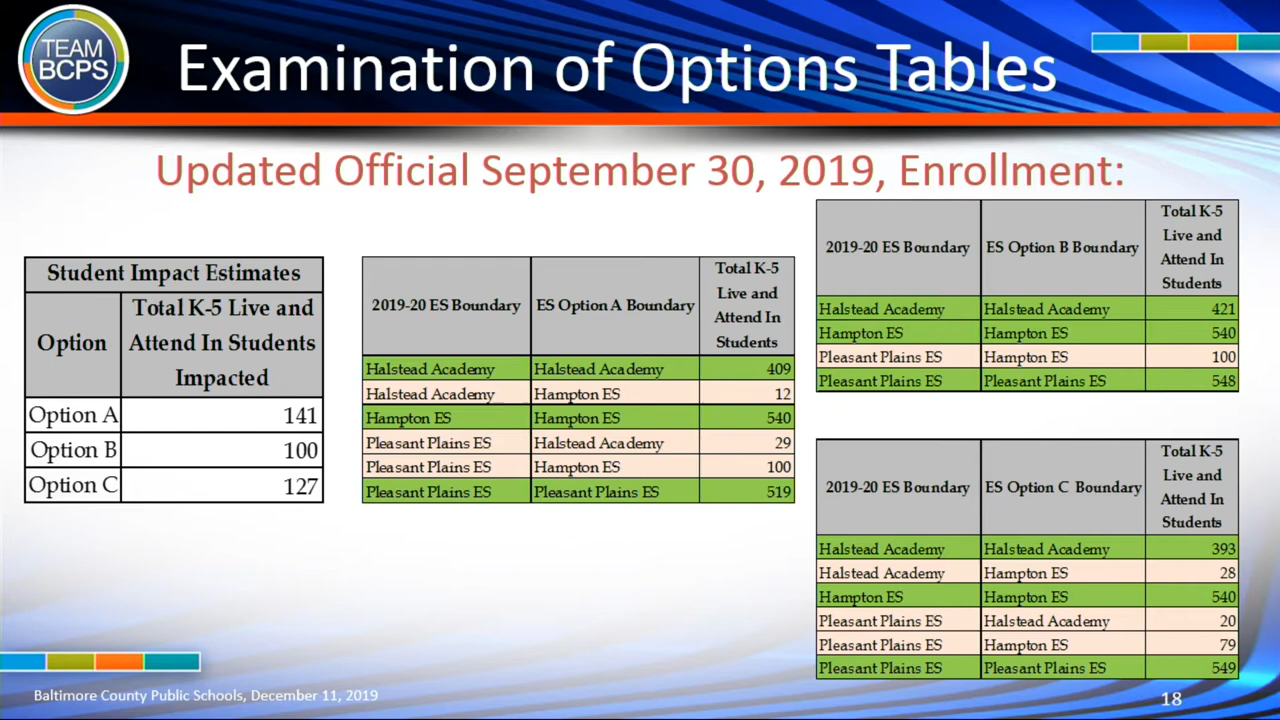 TEAM
BCPS
Examination of Options Tables
Updated Official September 30, 2019, Enrollment:
Student Impact Estimates
Option
Total K-5 Live and
Attend In Students
Impacted
Option A 141
Option B 100
Option C 127
2019-20 ES Boundary
ES Option A Boundary
Total K-5
Live and
Attend In
Students
Halstead Academy Halstead Academy 409
Halstead Academy Hampton ES 12
Hampton ES Hampton ES 540
Pleasant Plains ES Halstead Academy 29
Pleasant Plains ES Hampton ES 100
Pleasant Plains ES Pleasant Plains ES 519
2019-20 ES Boundary
ES Option B Boundary
Total K-5
Live and
Attend In
Students
Halstead Academy Halstead Academy 421
Hampton ES Hampton ES 540
Pleasant Plains ES Hampton ES 100
Pleasant Plains ES Pleasant Plains ES 548
2019-20 ES Boundary
ES Option C Boundary
Total K-5
Live and
Attend In
Students
Halstead Academy Halstead Academy 393
Halstead Academy Hampton ES 28
Hampton ES Hampton ES 540
Pleasant Plains ES Halstead Academy 20
Pleasant Plains ES Hampton ES 79
Pleasant Plains ES Pleasant Plains ES 549
Baltimore County Public Schools, December 11, 2019
18